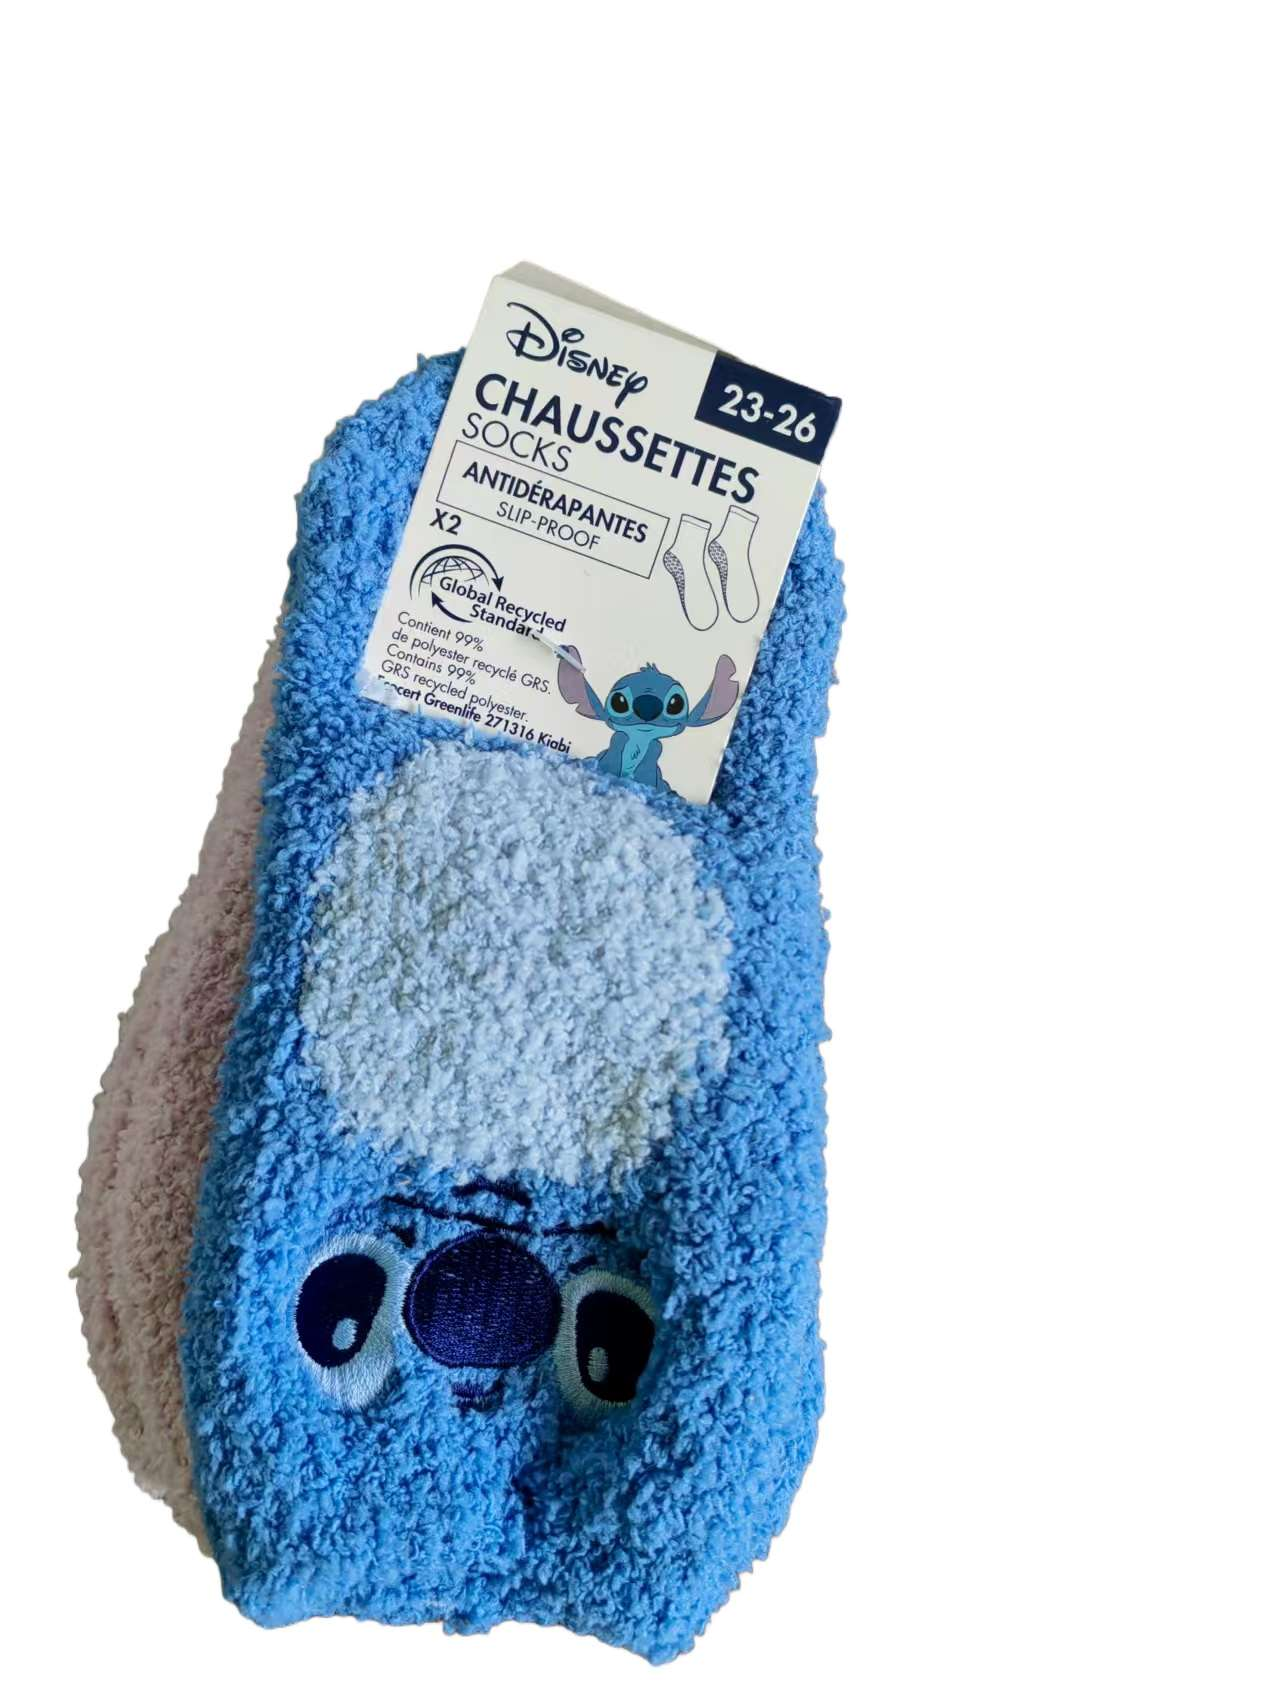 Disney
23-26
CHAUSSETTES
SOCKS
ANTIDÉRAPANTES
SLIP-PROOF
X2
Global Recycled
Standard
Contient 99%
de polyester recyclé GRS.
Contains 99%
GRS recycled polyester.
Ecocert Greenlife 271316 Kiabi